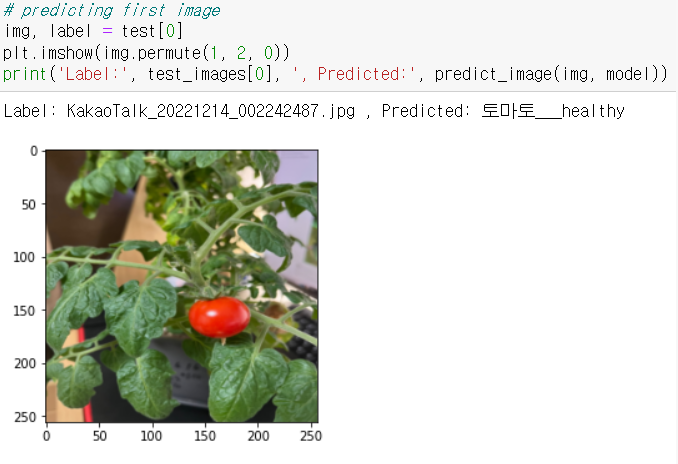 # predicting first image
img, label = test[0]
plt.imshow(img.permute(1, 2, 0))
print('Label:', test_images[0], ', Predicted:', predict_image(img, model))
Label: KakaoTalk_20221214_002242487.jpg , Predicted: 토마토___healthy
0
50
100
150
200
250
0 50 100 150 200 250